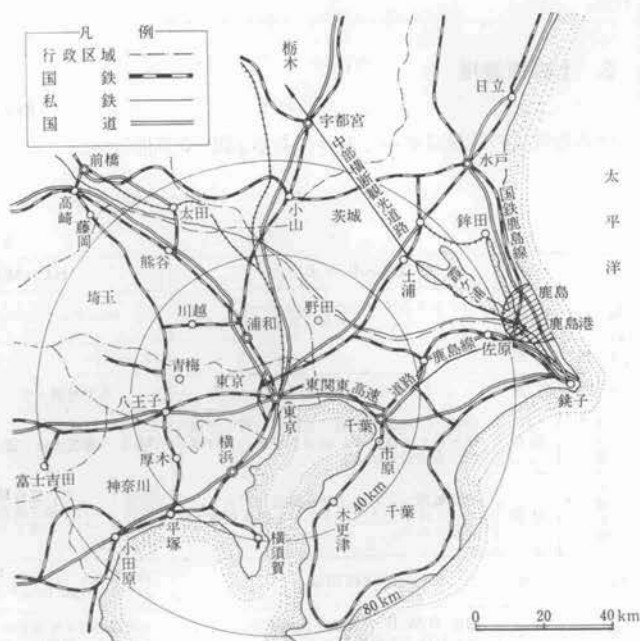 凡例
行政区域
国鉄
私鉄
国道
栃木
日立
宇都宮
中部横断観光道路
水戸
国鉄鹿島線
太平洋
前橋
高崎
藤岡
太田
小山
茨城
鉾田
熊谷
土浦
霞ケ浦
鹿島
鹿島港
埼玉
川越
浦和
野田
佐原
鹿島線
青梅
東京
東関東高速道路
銚子
八王子
東京
千葉
市原
富士吉田
厚木
横浜
神奈川
40km
千葉
木更津
平塚
横須賀
小田原
80km
0 20 40 km